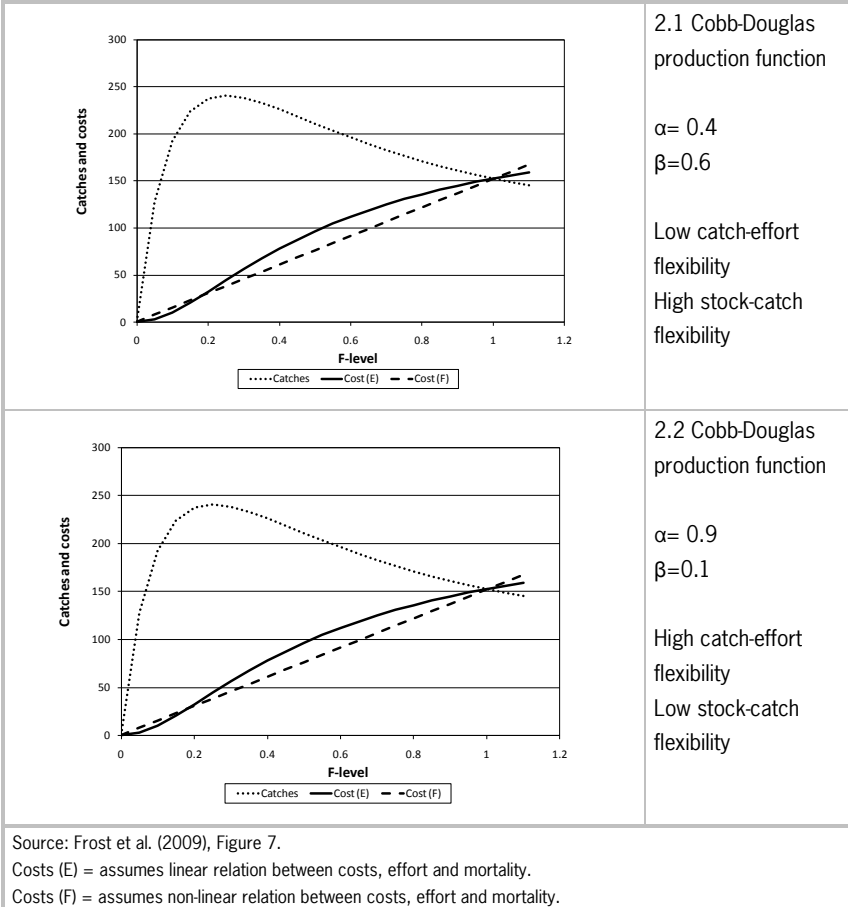 300
250
200
150
100
50
0
Catches and costs
0 0.2 0.4 0.6 0.8 1 1.2
F-level
Catches Cost (E) Cost (F)
2.1 Cobb-Douglas
production function
α= 0.4
β=0.6
Low catch-effort
flexibility
High stock-catch
flexibility
300
250
200
150
100
50
0
Catches and costs
0 0.2 0.4 0.6 0.8 1 1.2
F-level
Catches Cost (E) Cost (F)
2.2 Cobb-Douglas
production function
α= 0.9
β=0.1
High catch-effort
flexibility
Low stock-catch
flexibility
Source: Frost et al. (2009), Figure 7.
Costs (E) = assumes linear relation between costs, effort and mortality.
Costs (F) = assumes non-linear relation between costs, effort and mortality.